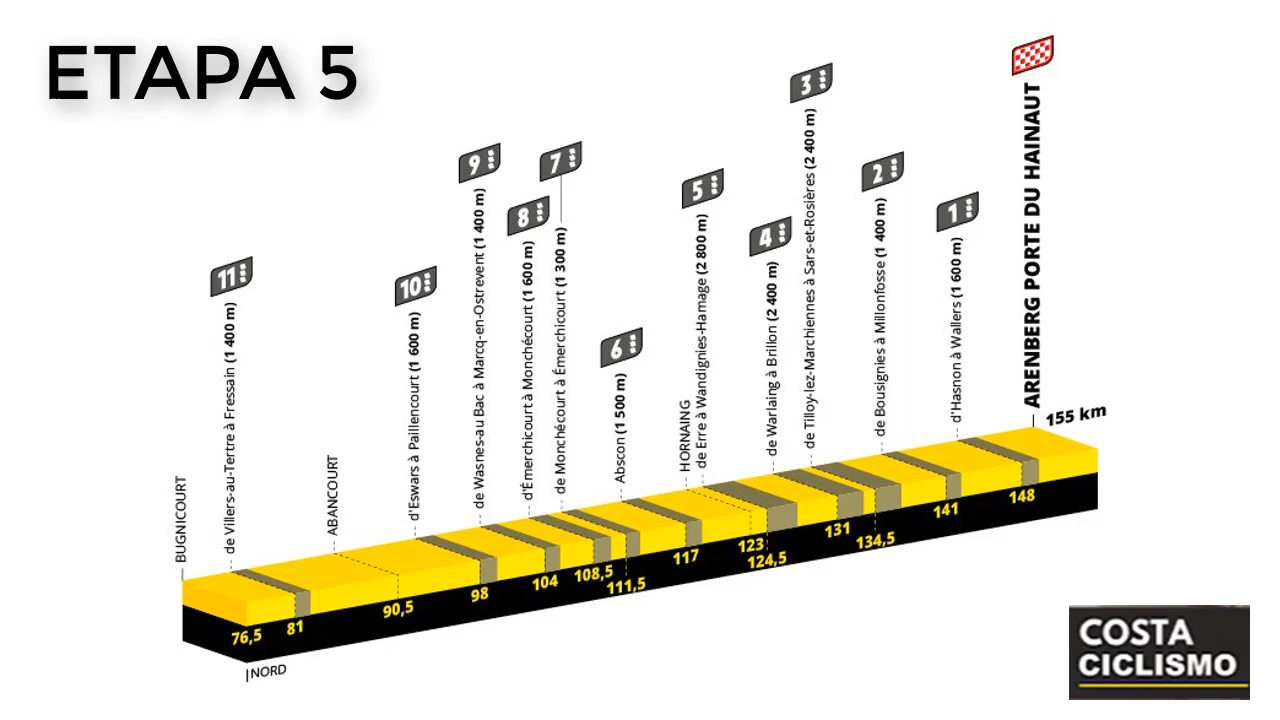 ETAPA 5
BUGNICOURT
11
de Villers-au-Tertre à Fressain (1 400 m)
ABANCOURT
10
d'Eswars à Paillencourt (1 600 m)
9
de Wasnes-au Bac à Marcq-en-Ostrevent (1 400 m)
8
d'Émerchicourt à Monchécourt (1 600 m)
7
de Monchécourt à Émerchicourt (1 300 m)
6
Abscon (1 500 m)
HORNAING
5
de Erre à Wandignies-Hamage (2 800 m)
4
de Warlaing à Brillon (2 400 m)
3
de Tilloy-lez-Marchiennes à Sars-et-Rosières (2 400 m)
2
de Bousignies à Millonfosse (1 400 m)
1
d'Hasnon à Wallers (1 600 m)
ARENBERG PORTE DU HAINAUT
155 km
76,5
81
90,5
98
104
108,5
111,5
117
123
124,5
131
134,5
141
148
NORD
COSTA
CICLISMO